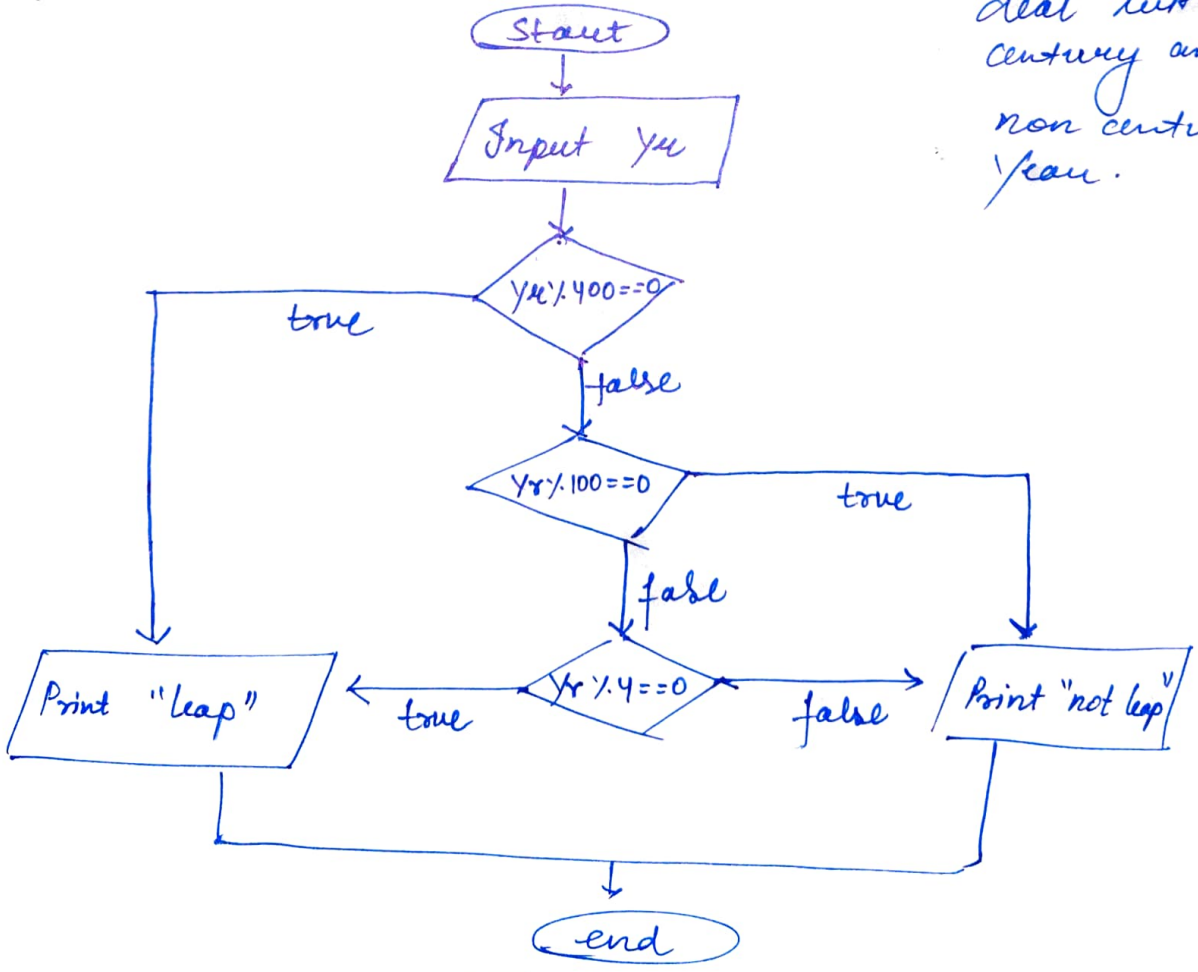 Start
deal
century
non
Year.
Input Yr
Yr%400==0
true
false
Yr%100==0
true
false
Print "leap"
true
Yr%4==0
false
Print "not leap"
end